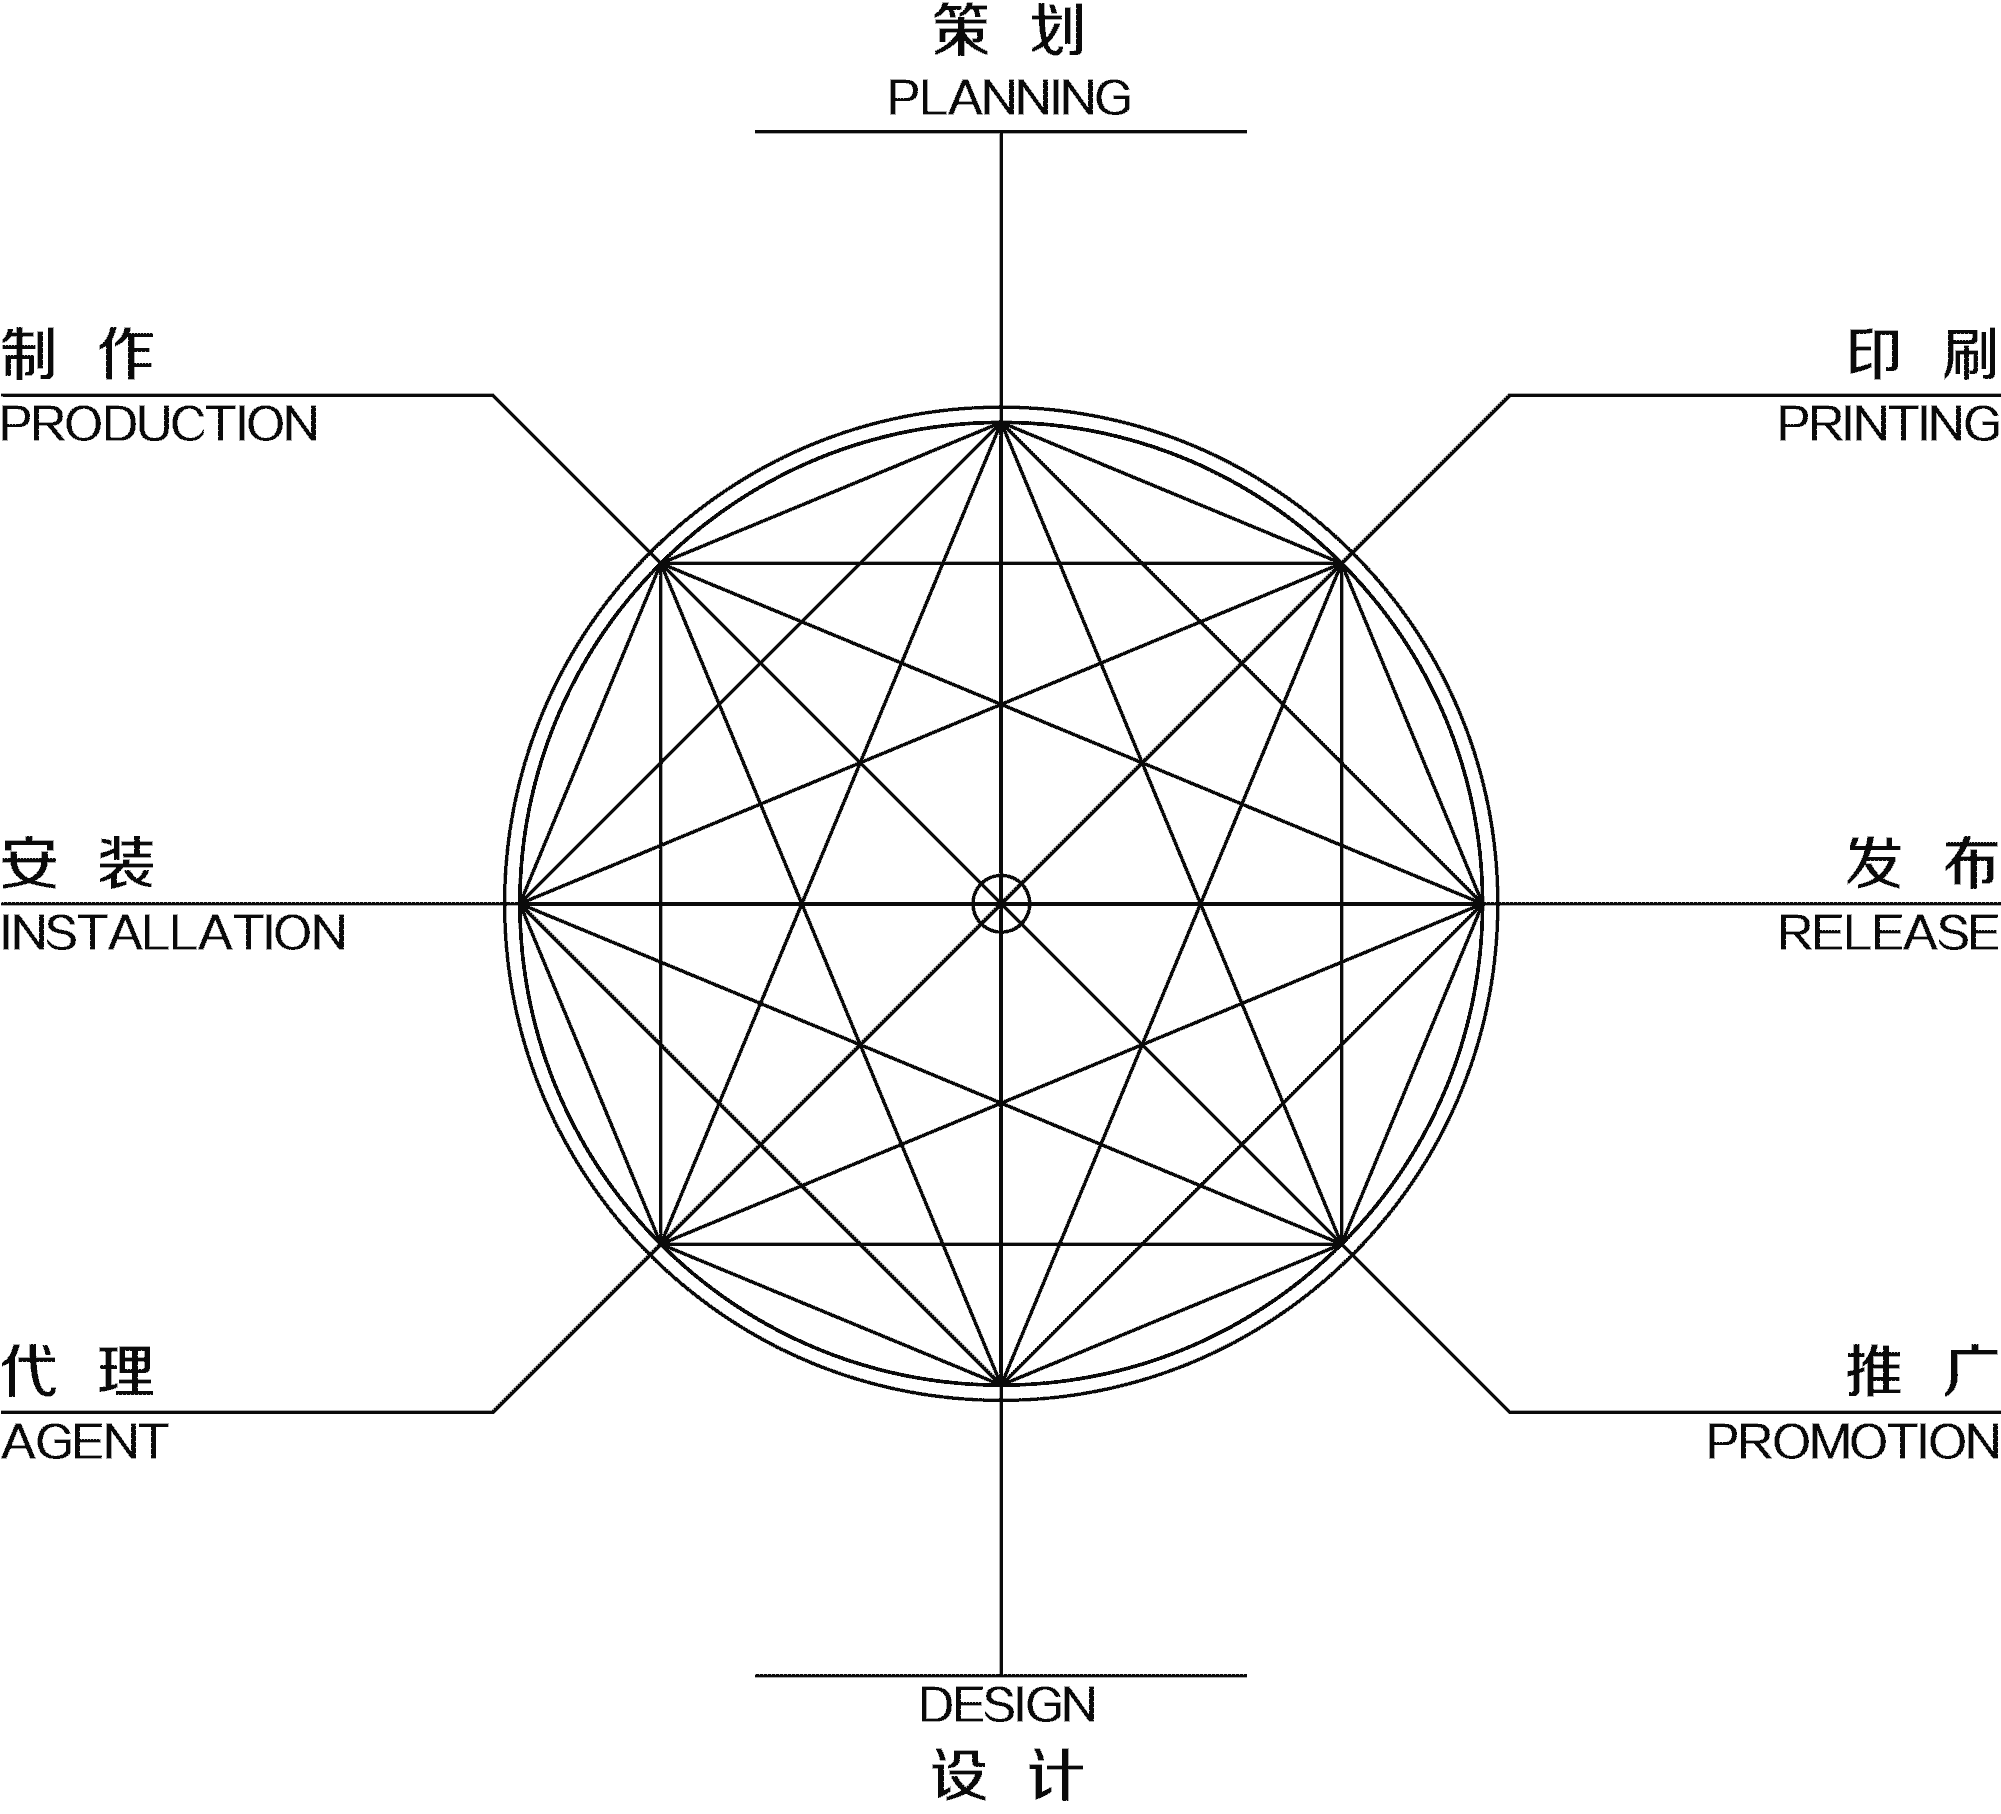 策 划
PLANNING
制 作
PRODUCTION
印 刷
PRINTING
安 装
INSTALLATION
发 布
RELEASE
代 理
AGENT
推 广
PROMOTION
DESIGN
设 计